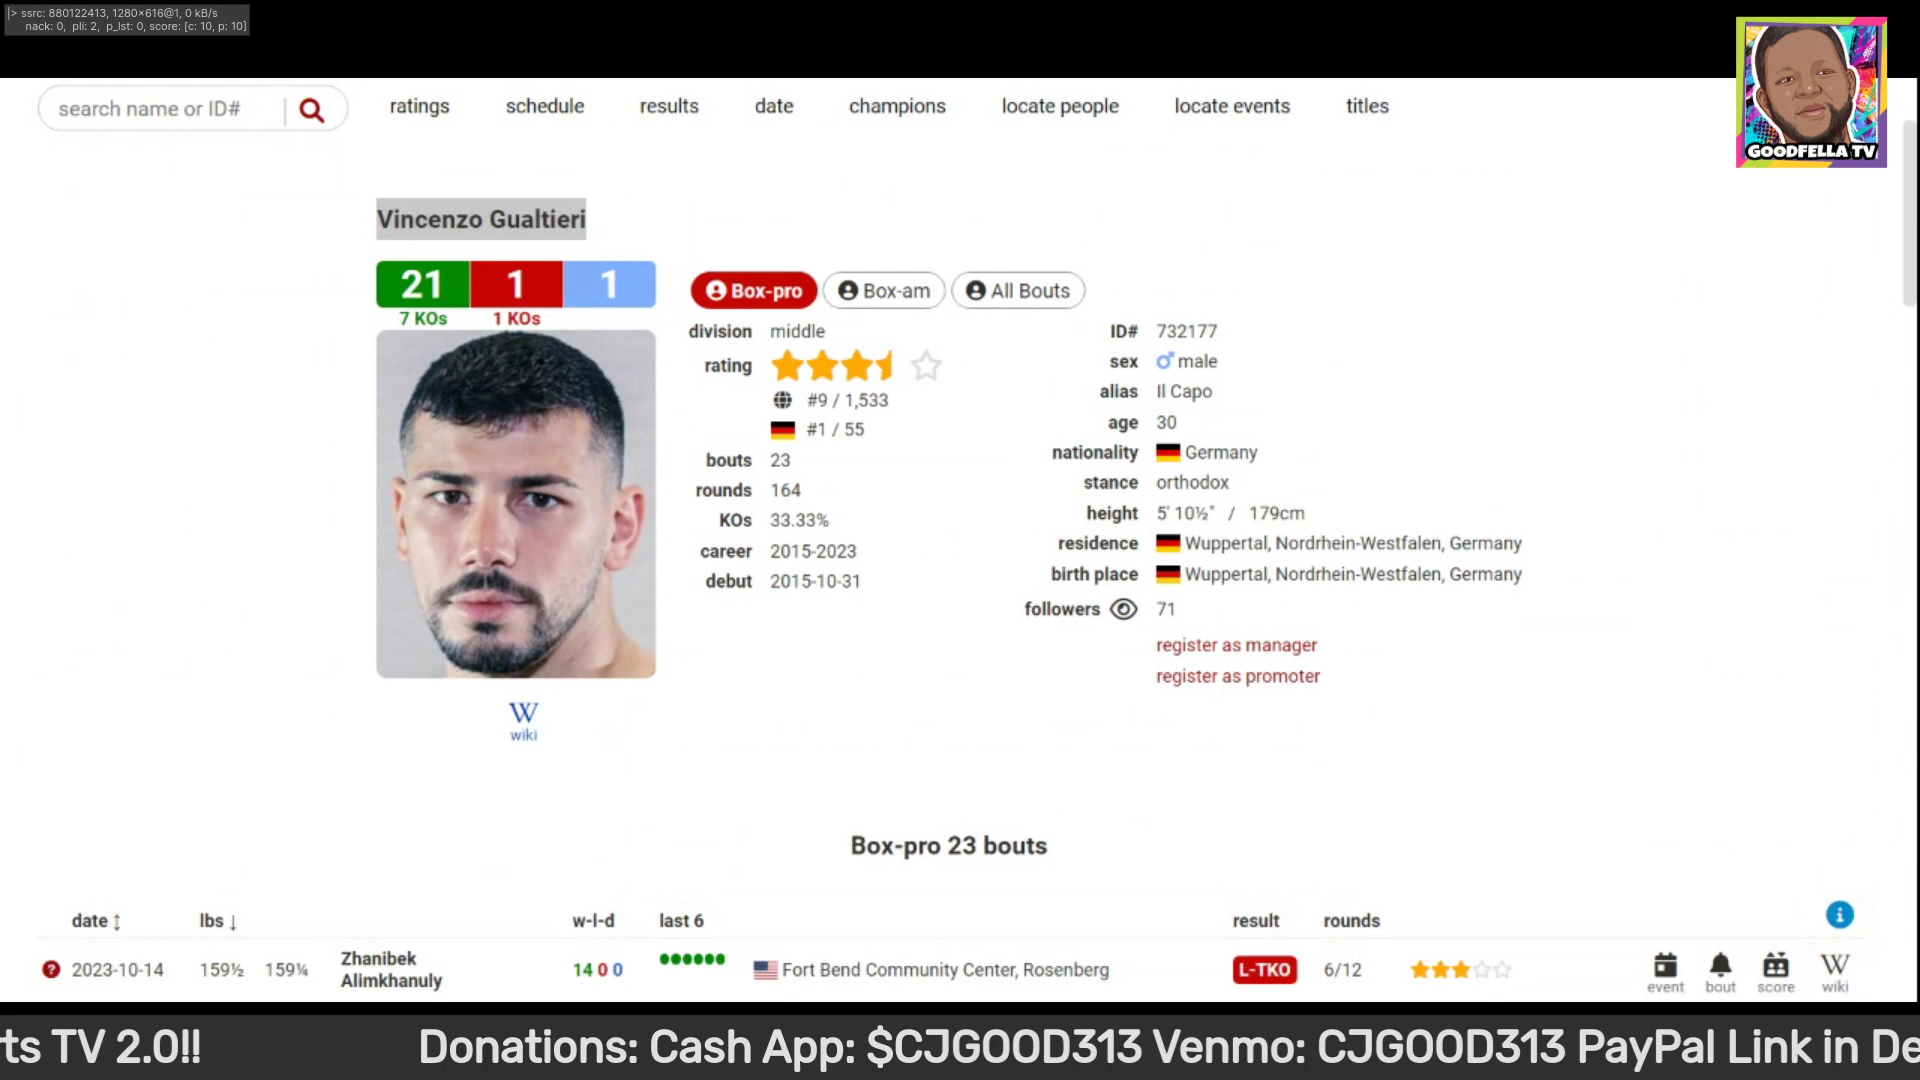 |> ssrc: 880122413, 1280×616@1, 0 kB/s
nack: 0, pli: 2, p_lst: 0, score: [c: 10, p: 10]
search name or ID#
ratings schedule results date champions locate people locate events titles
GOODFELLA TV
Vincenzo Gualtieri
21 1 1
7 KOs 1 KOs
Box-pro Box-am All Bouts
division middle
rating
#9 / 1,533
#1 / 55
bouts 23
rounds 164
KOs 33.33%
career 2015-2023
debut 2015-10-31
ID# 732177
sex male
alias Il Capo
age 30
nationality Germany
stance orthodox
height 5' 10½" / 179cm
residence Wuppertal, Nordrhein-Westfalen, Germany
birth place Wuppertal, Nordrhein-Westfalen, Germany
followers 71
register as manager
register as promoter
W
wiki
Box-pro 23 bouts
date lbs w-l-d last 6 result rounds
2023-10-14 159½ 159¼ Zhanibek Alimkhanuly 14 0 0 Fort Bend Community Center, Rosenberg L-TKO 6/12 event bout score W wiki
rts TV 2.0!! Donations: Cash App: $CJGOOD313 Venmo: CJGOOD313 PayPal Link in De